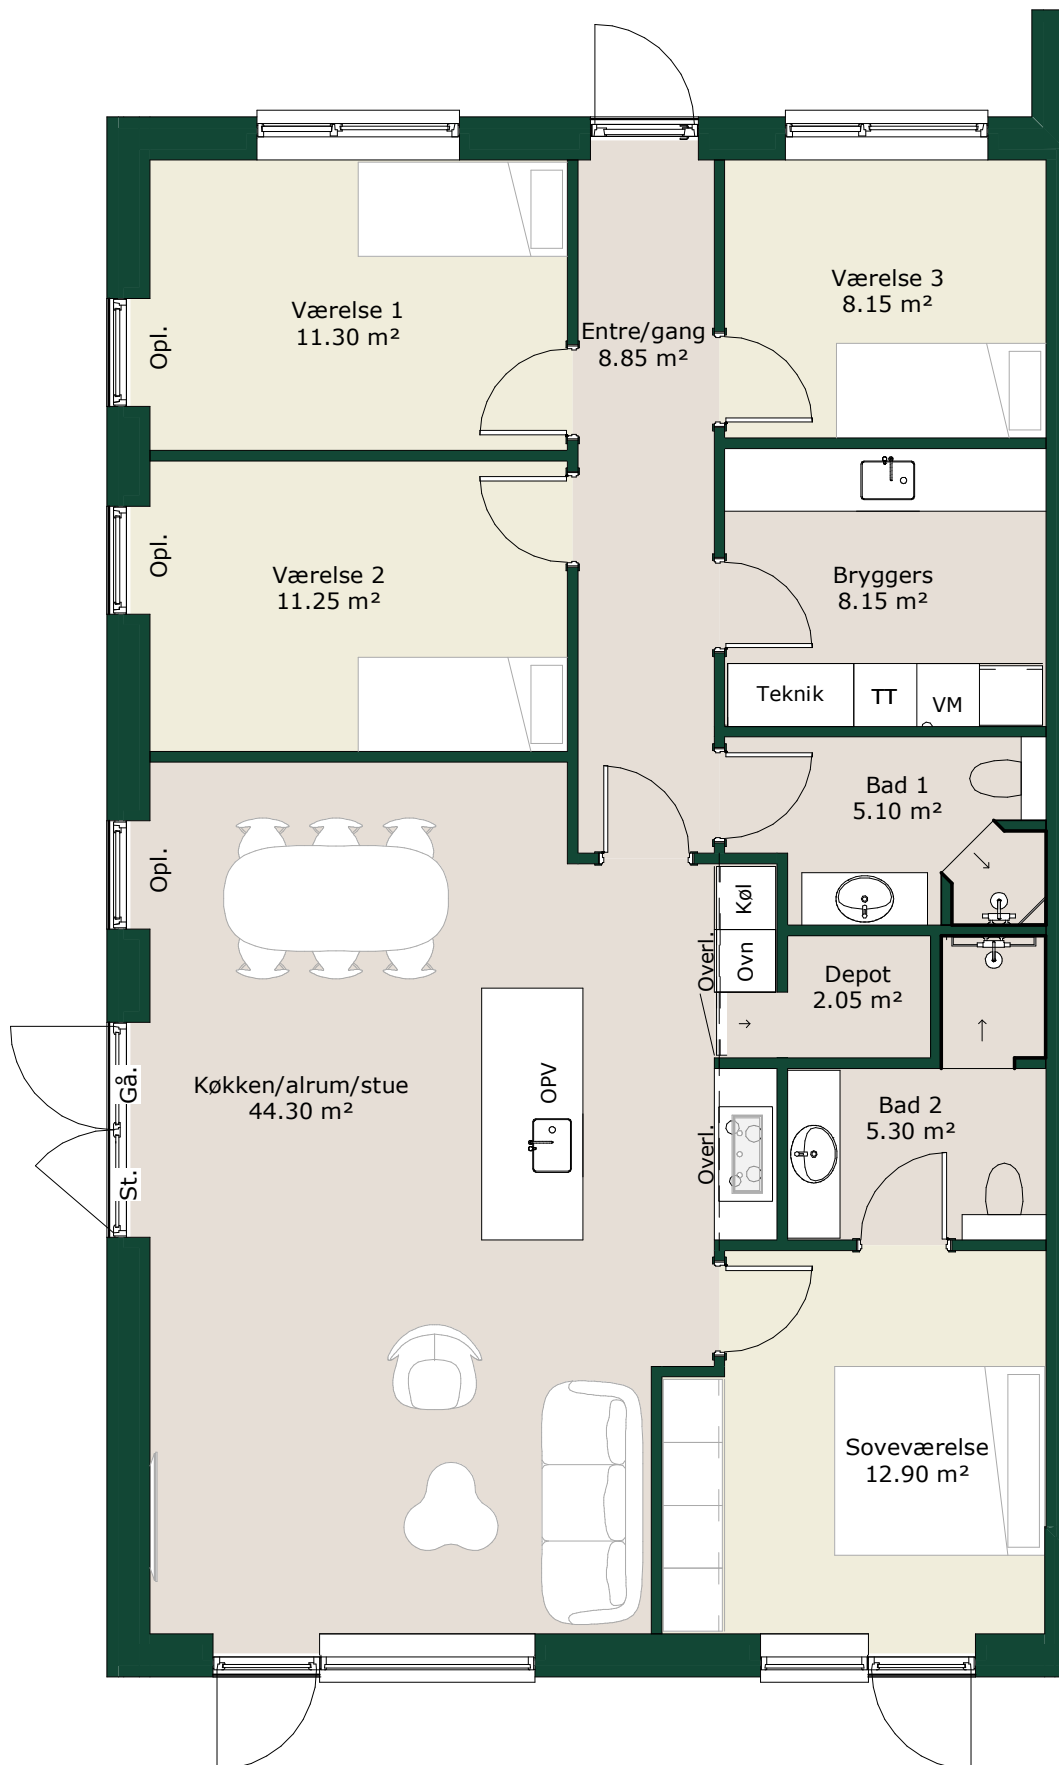 Værelse 1
11.30 m²
Opl.
Entre/gang
8.85 m²
Værelse 3
8.15 m²
Værelse 2
11.25 m²
Opl.
Bryggers
8.15 m²
Teknik
TT
VM
Bad 1
5.10 m²
Opl.
Køl
Ovn
Overl.
Depot
2.05 m²
Køkken/alrum/stue
44.30 m²
Gå.
St.
OPV
Overl.
Bad 2
5.30 m²
Soveværelse
12.90 m²